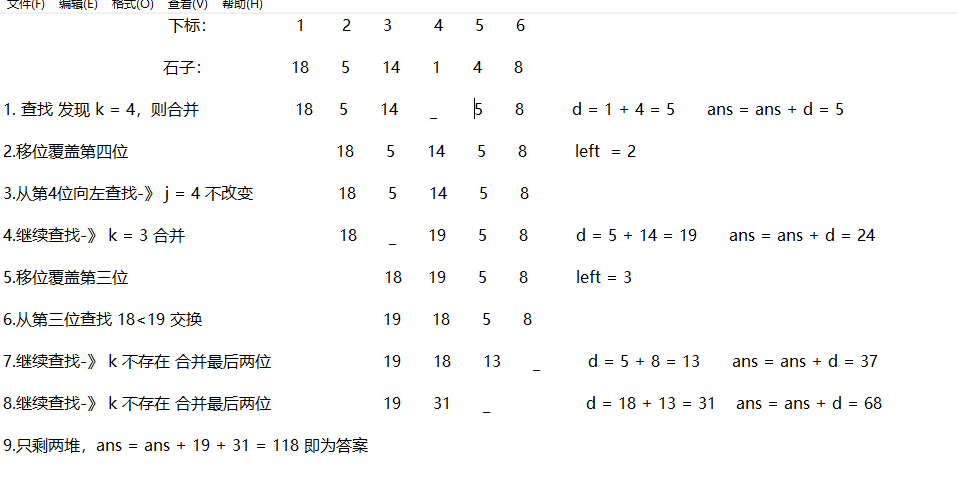 文件(F) 编辑(E) 格式(O) 查看(V) 帮助(H)
下标： 1 2 3 4 5 6
石子： 18 5 14 1 4 8
1. 查找 发现 k = 4，则合并 18 5 14 _ 5 8 d = 1 + 4 = 5 ans = ans + d = 5
2.移位覆盖第四位 18 5 14 5 8 left = 2
3.从第4位向左查找-》 j = 4 不改变 18 5 14 5 8
4.继续查找-》 k = 3 合并 18 _ 19 5 8 d = 5 + 14 = 19 ans = ans + d = 24
5.移位覆盖第三位 18 19 5 8 left = 3
6.从第三位查找 18<19 交换 19 18 5 8
7.继续查找-》 k 不存在 合并最后两位 19 18 13 _ d = 5 + 8 = 13 ans = ans + d = 37
8.继续查找-》 k 不存在 合并最后两位 19 31 _ d = 18 + 13 = 31 ans = ans + d = 68
9.只剩两堆，ans = ans + 19 + 31 = 118 即为答案